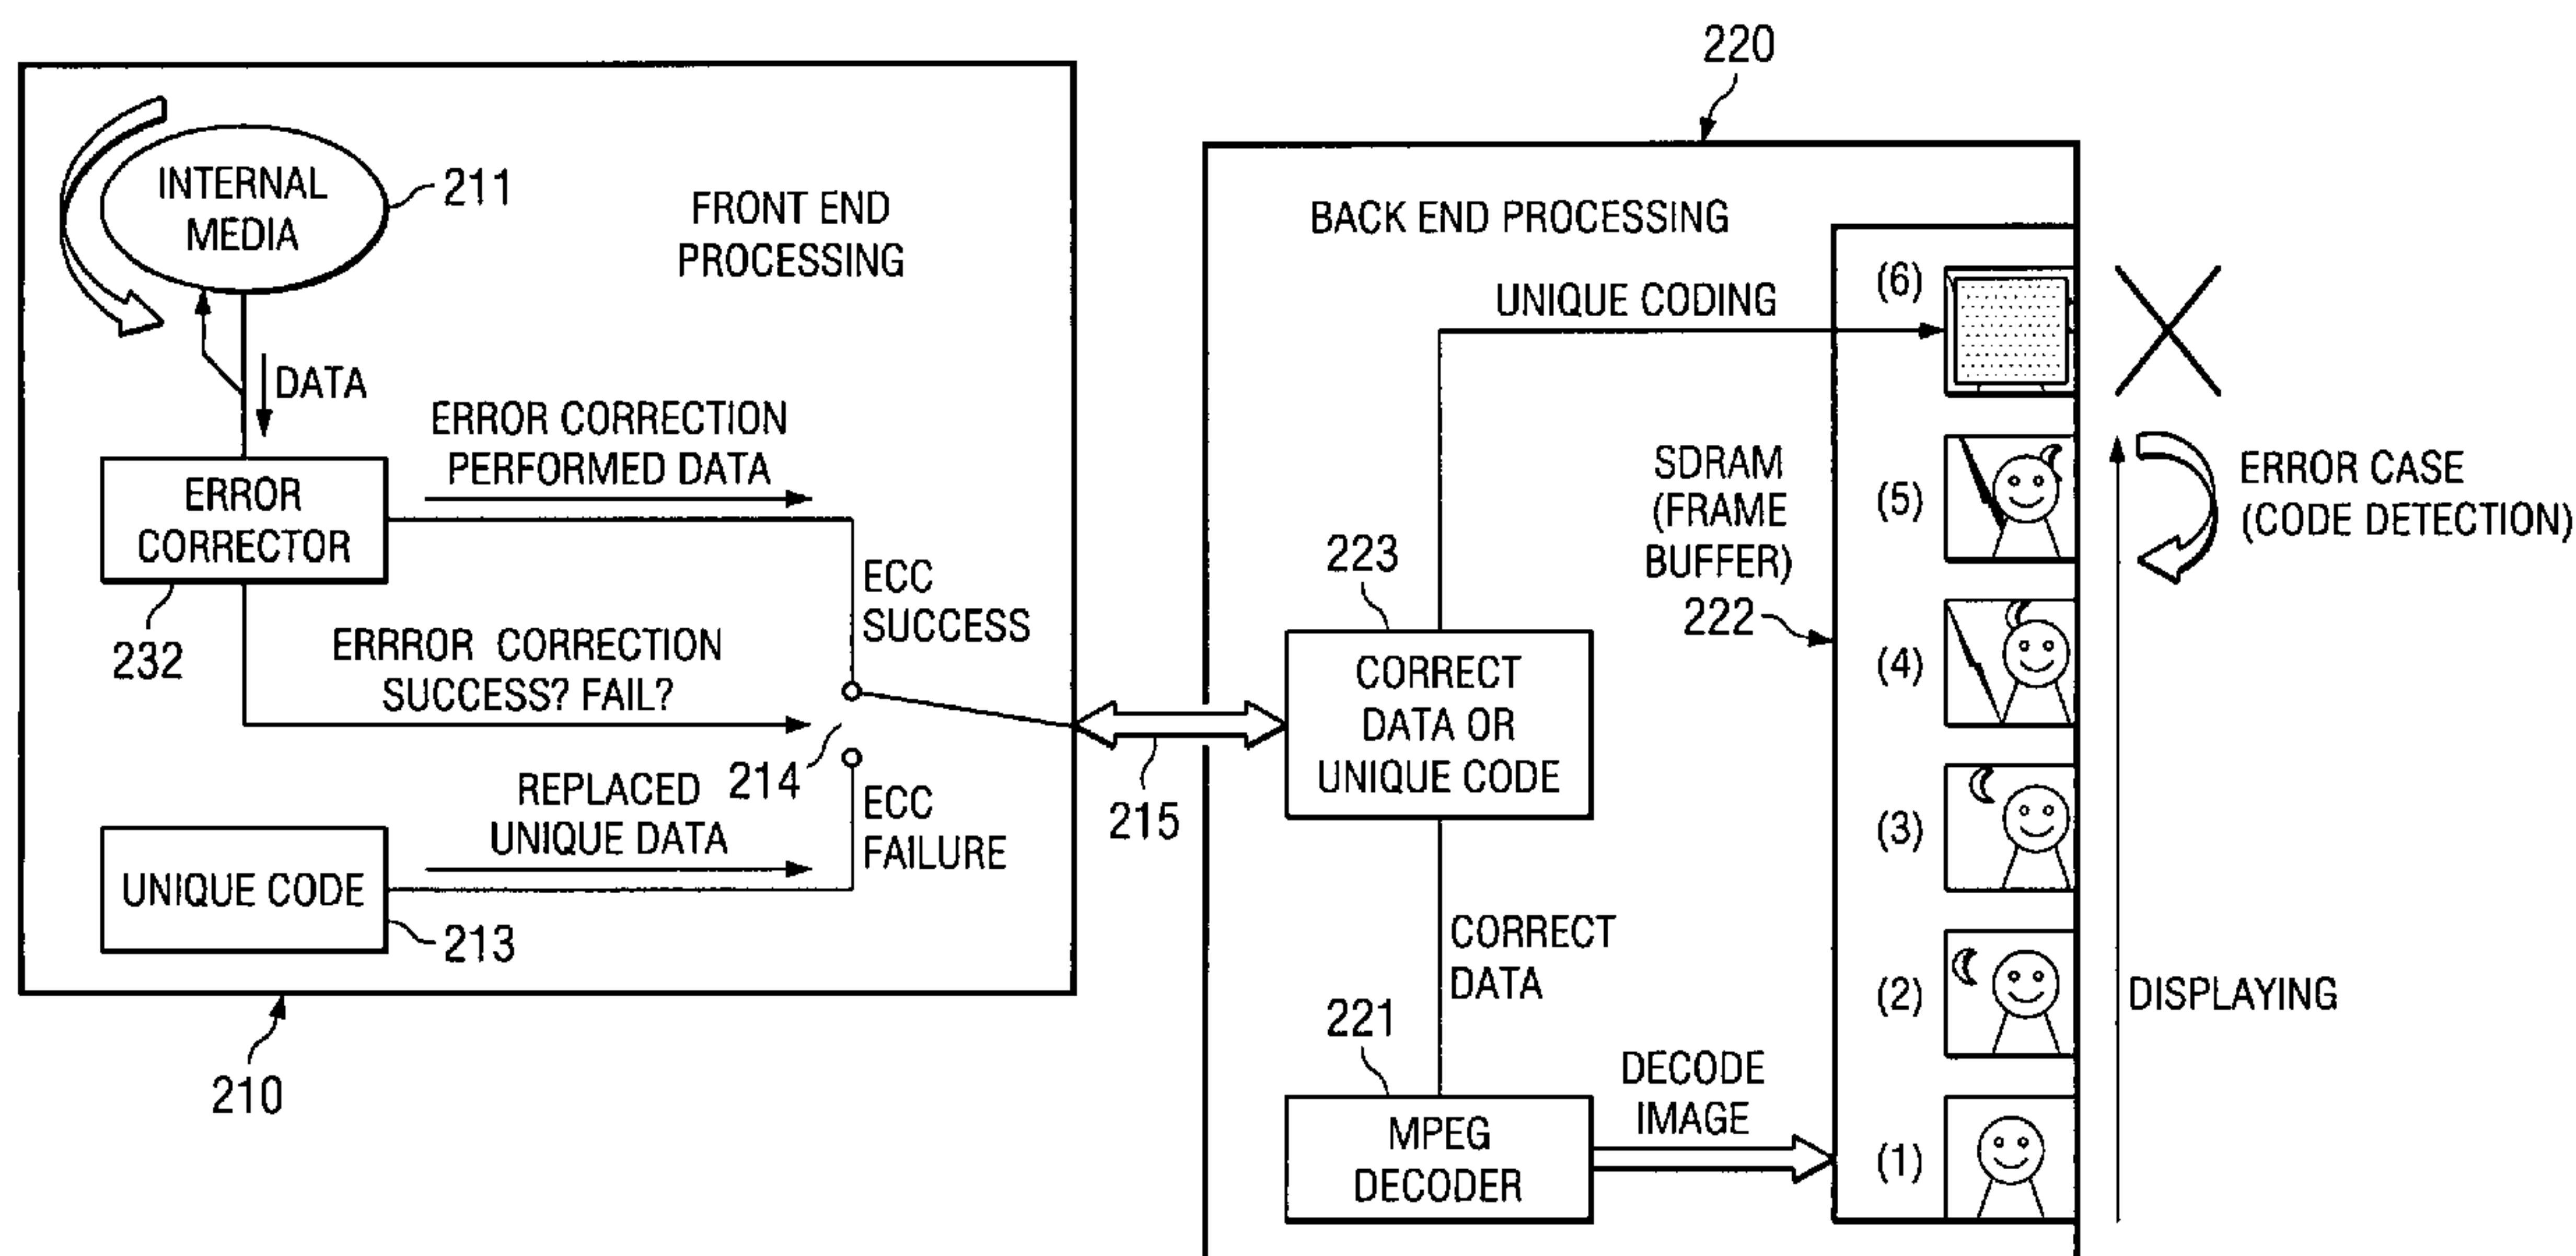 220
INTERNAL
MEDIA
211
FRONT END
PROCESSING
DATA
ERROR CORRECTION
PERFORMED DATA
ERROR
CORRECTOR
232
ECC
SUCCESS
ERRROR CORRECTION
SUCCESS? FAIL?
214
215
REPLACED
UNIQUE DATA
ECC
FAILURE
UNIQUE CODE
213
210
BACK END PROCESSING
UNIQUE CODING
(6)
SDRAM
(FRAME
BUFFER)
222
(5)
ERROR CASE
(CODE DETECTION)
223
CORRECT
DATA OR
UNIQUE CODE
(4)
(3)
CORRECT
DATA
(2)
DISPLAYING
221
MPEG
DECODER
DECODE
IMAGE
(1)